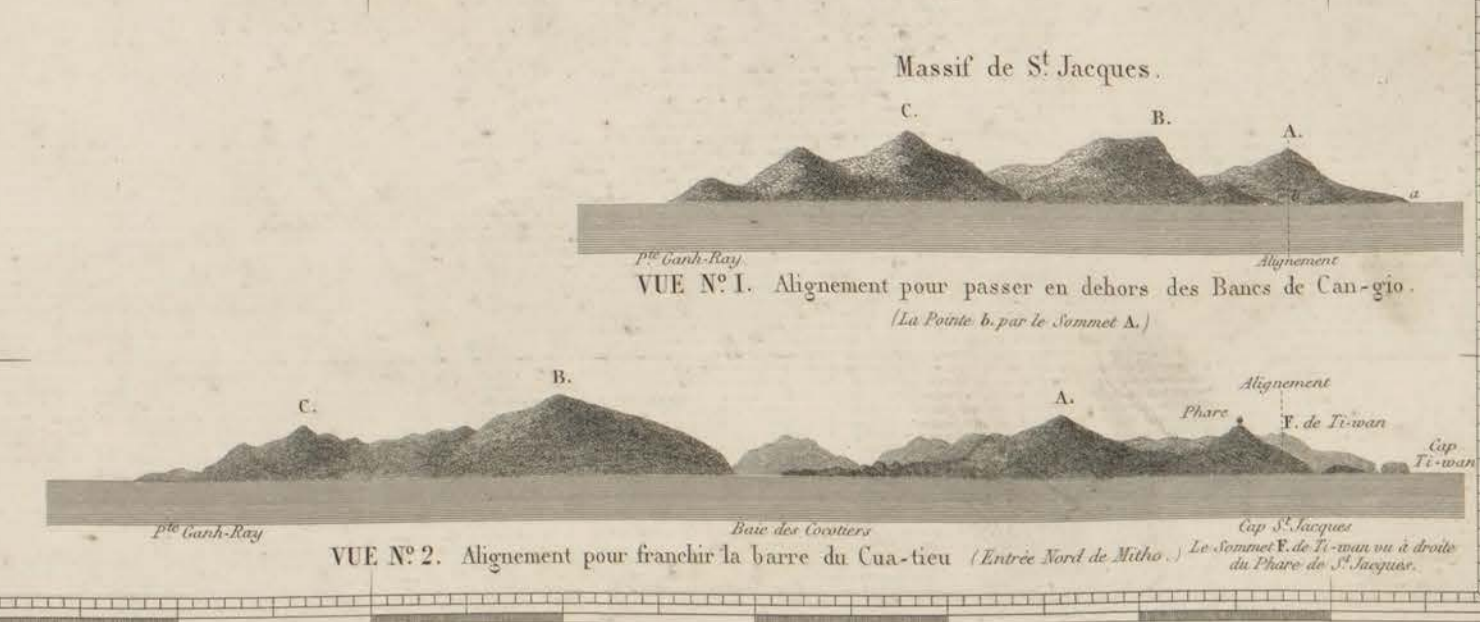 Massif de St Jacques.
C.
B.
A.
b
a
Pte Ganh-Ray
Alignement
VUE No 1. Alignement pour passer en dehors des Bancs de Can-gio.
(La Pointe b. par le Sommet A.)
B.
C.
A.
Alignement
Phare
F. de Ti-wan
Cap
Ti-wan
Pte Ganh-Ray
Baie des Cocotiers
Cap St Jacques
VUE No 2. Alignement pour franchir la barre du Cua-tieu (Entrée Nord de Mitho.)
Le Sommet F. de Ti-wan vu à droite
du Phare de St Jacques.